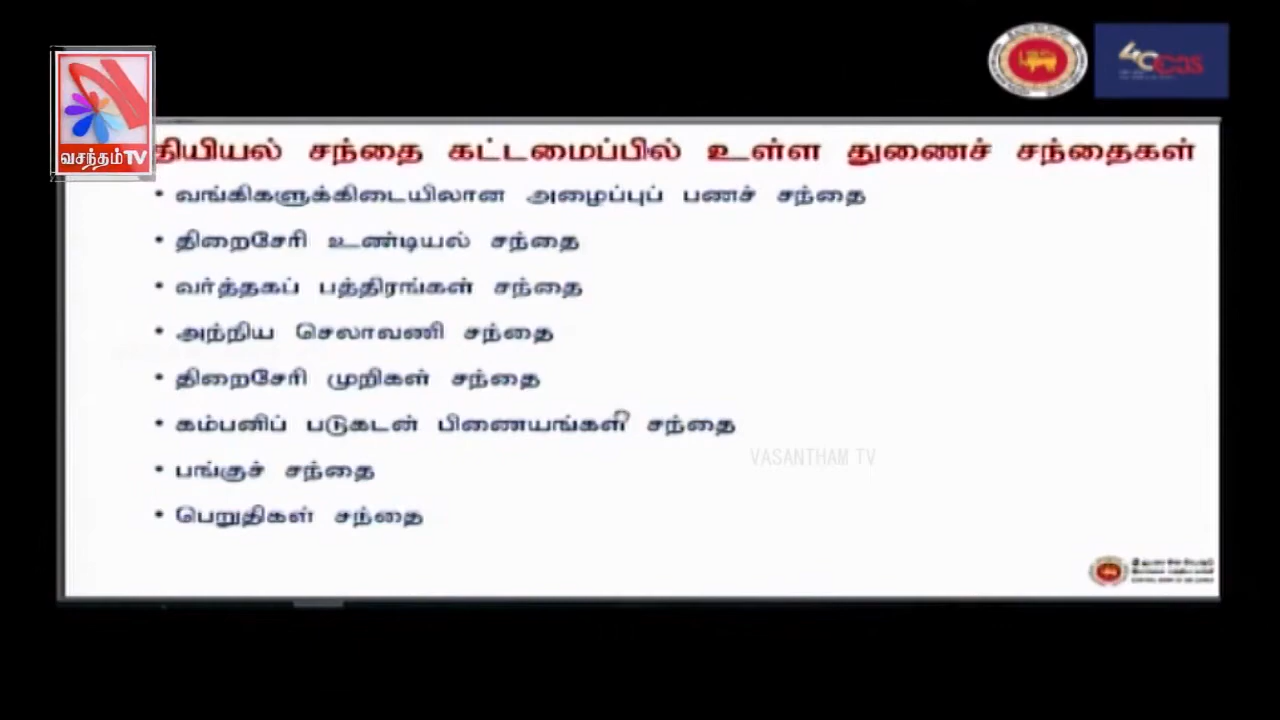 வசந்தம்TV
தியியல் சந்தை கட்டமைப்பில் உள்ள துணைச் சந்தைகள்
• வங்கிகளுக்கிடையிலான அழைப்புப் பணச் சந்தை
• திறைசேரி உண்டியல் சந்தை
• வர்த்தகப் பத்திரங்கள் சந்தை
• அந்நிய செலாவணி சந்தை
• திறைசேரி முறிகள் சந்தை
• கம்பனிப் படுகடன் பிணையங்கள் சந்தை
VASANTHAM TV
• பங்குச் சந்தை
• பெறுதிகள் சந்தை